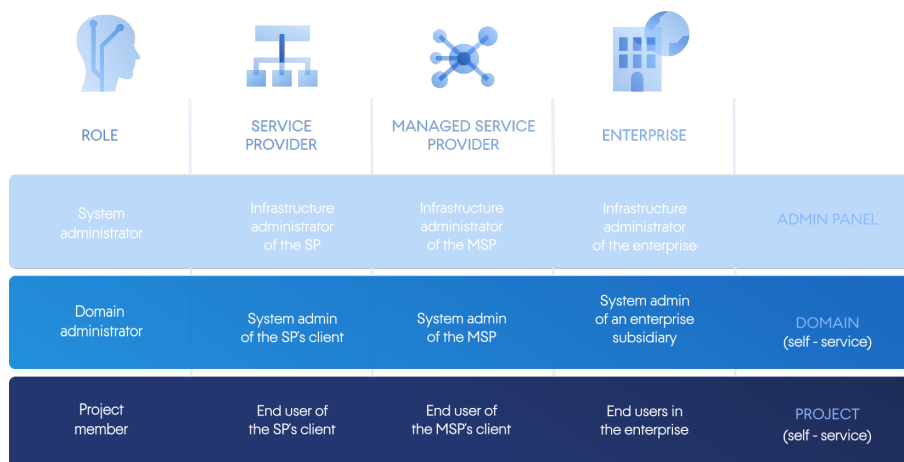 ROLE
SERVICE
PROVIDER
MANAGED SERVICE
PROVIDER
ENTERPRISE
System
administrator
Infrastructure
administrator
of the SP
Infrastructure
administrator
of the MSP
Infrastructure
administrator
of the enterprise
ADMIN PANEL
Domain
administrator
System admin
of the SP's client
System admin
of the MSP
System admin
of an enterprise
subsidiary
DOMAIN
(self - service)
Project
member
End user of
the SP's client
End user of
the MSP's client
End users in
the enterprise
PROJECT
(self - service)